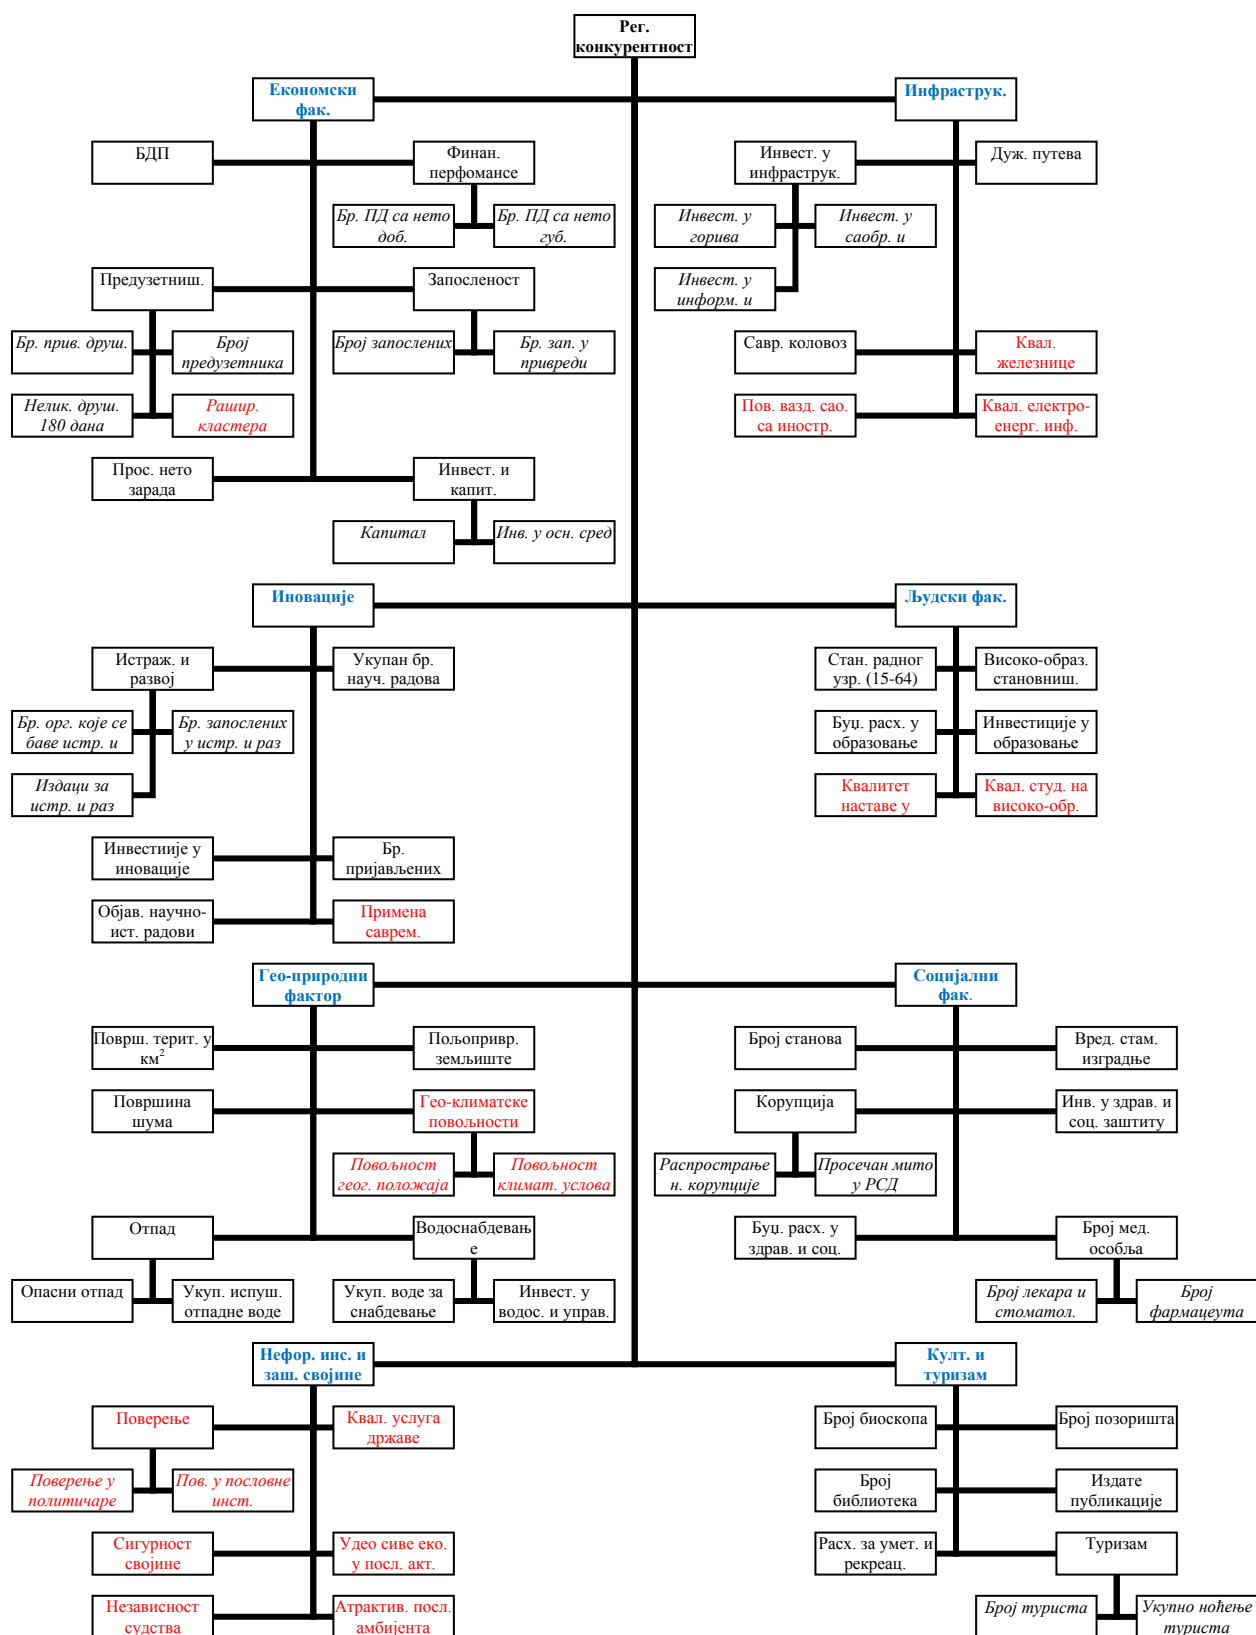 Рег.
конкурентност
Економски
фак.
Инфраструк.
БДП
Финан.
перфомансе
Инвест. у
инфраструк.
Дуж. путева
Бр. ПД са нето
доб.
Бр. ПД са нето
губ.
Инвест. у
горива
Инвест. у
саобр. и
Предузетниш.
Запосленост
Инвест. у
информ. и
Бр. прив. друш.
Број
предузетника
Број запослених
Бр. зап. у
привреди
Савр. коловоз
Квал.
железнице
Нелик. друш.
180 дана
Рашир.
кластера
Пов. вазд. сао.
са иностр.
Квал. електро-
енерг. инф.
Прос. нето
зарада
Инвест. и
капит.
Капитал
Инв. у осн. сред
Иновације
Људски фак.
Истраж. и
развој
Укупан бр.
науч. радова
Стан. радног
узр. (15-64)
Високо-образ.
становниш.
Бр. орг. које се
баве истр. и
Бр. запослених
у истр. и раз
Буџ. расх. у
образовање
Инвестиције у
образовање
Издаци за
истр. и раз
Квалитет
наставе у
Квал. студ. на
високо-обр.
Инвестиије у
иновације
Бр.
пријављених
Објав. научно-
ист. радови
Примена
саврем.
Гео-природни
фактор
Социјални
фак.
Површ. терит. у
км²
Пољопривр.
земљиште
Број станова
Вред. стам.
изградње
Површина
шума
Гео-климатске
повољности
Корупција
Инв. у здрав. и
соц. заштиту
Повољност
геог. положаја
Повољност
климат. услова
Распострање
н. корупције
Просечан мито
у РСД
Отпад
Водоснабдевањ
е
Буџ. расх. у
здрав. и соц.
Број мед.
особља
Опасни отпад
Укуп. испуш.
отпадне воде
Укуп. воде за
снабдевање
Инвест. у
водос. и управ.
Број лекара и
стоматол.
Број
фармацеута
Нефор. инс. и
заш. својине
Култ. и
туризам
Поверење
Квал. услуга
државе
Број биоскопа
Број позоришта
Поверење у
политичаре
Пов. у пословне
инст.
Број
библиотека
Издате
публикације
Сигурност
својине
Удео сиве еко.
у посл. акт.
Расх. за умет. и
рекреац.
Туризам
Независност
судства
Атрактив. посл.
амбијента
Број туриста
Укупно ноћење
туриста